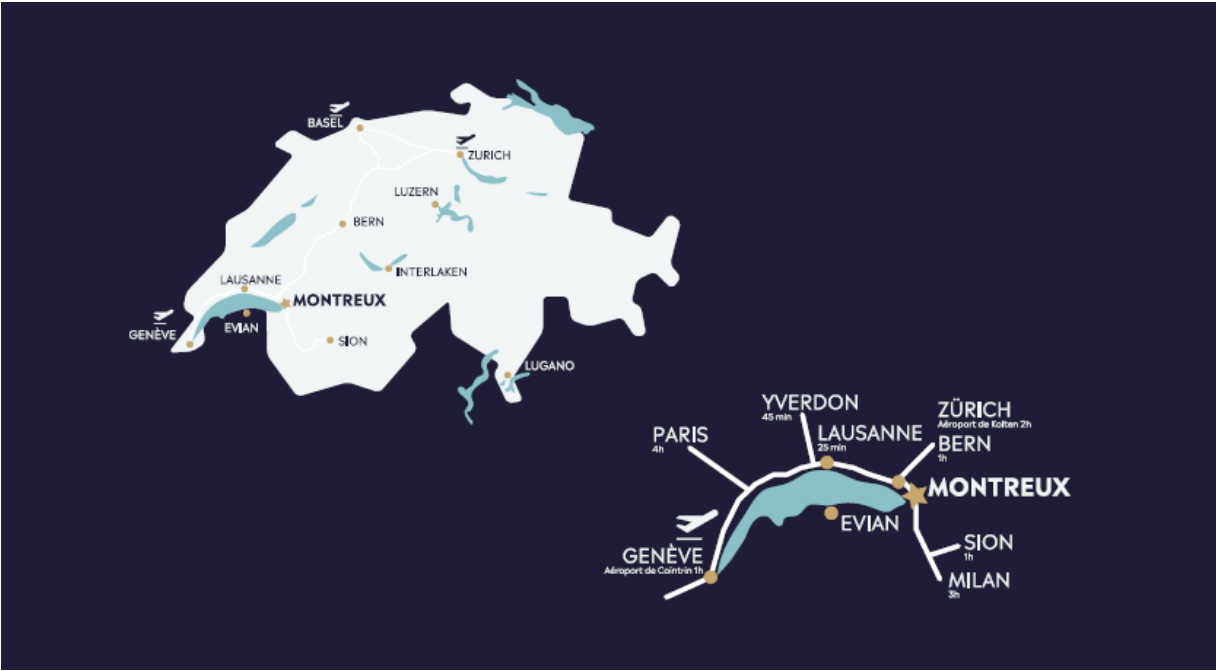 BASEL
ZURICH
LUZERN
BERN
INTERLAKEN
LAUSANNE
MONTREUX
GENÈVE
EVIAN
SION
LUGANO
YVERDON
45 min
ZÜRICH
Aéroport de Kolten 2h
PARIS
4h
LAUSANNE
25 min
BERN
1h
MONTREUX
EVIAN
GENÈVE
Aéroport de Cointrin 1h
SION
1h
MILAN
3h